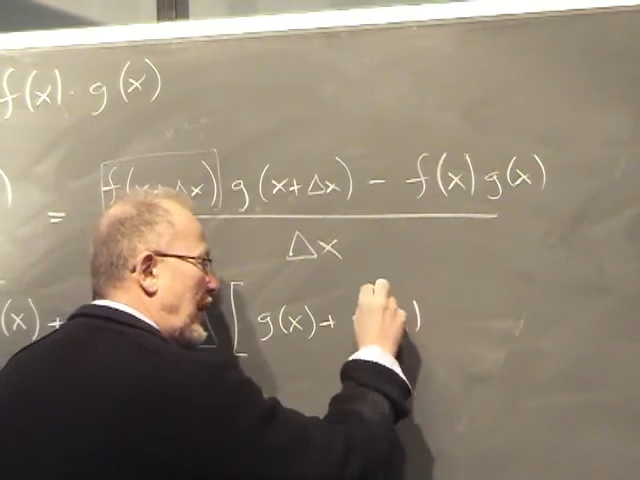 f(x) · g(x)
) = f(x+Δx) g(x+Δx) - f(x) g(x)
Δx
(x)+ [ g(x)+ )